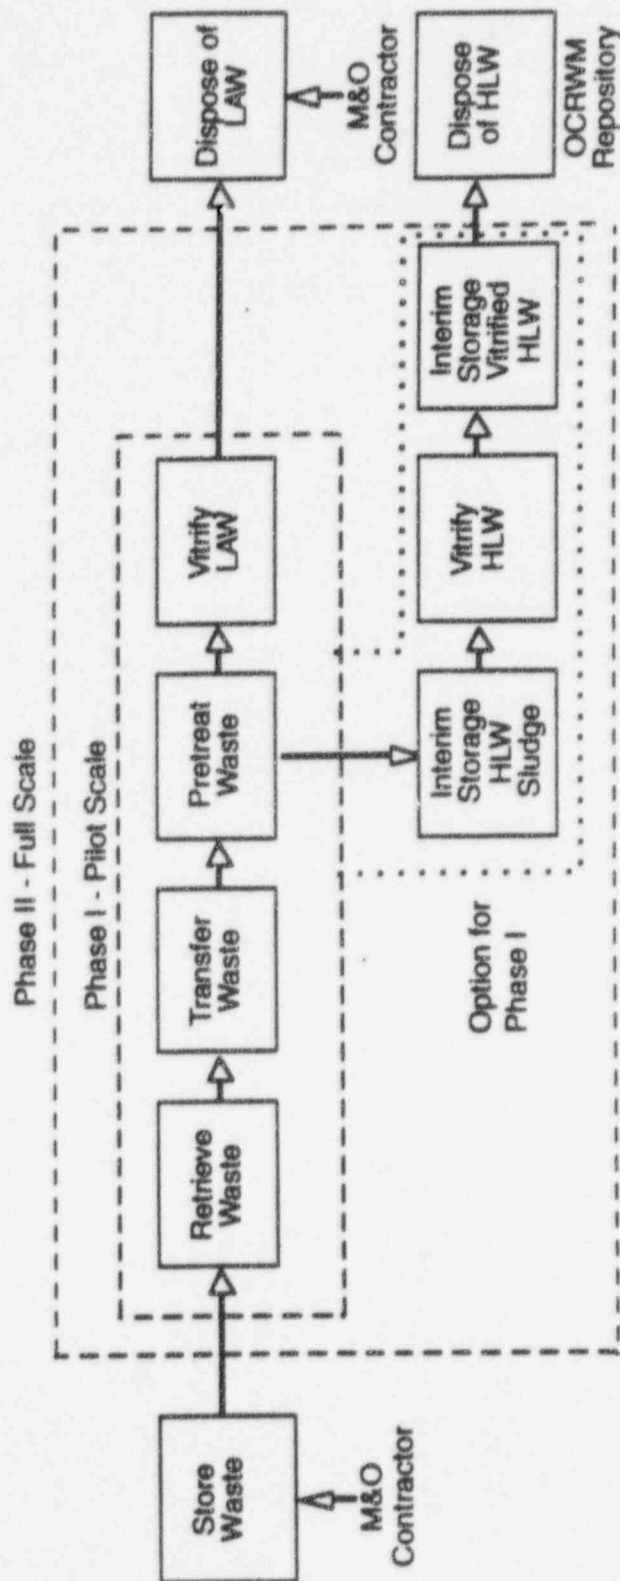 Phase II - Full Scale
Phase I - Pilot Scale
Store
Waste
M&O
Contractor
Retrieve
Waste
Transfer
Waste
Pretreat
Waste
Vitrify
LAW
Dispose of
LAW
M&O
Contractor
Option for
Phase I
Interim
Storage
HLW
Sludge
Vitrify
HLW
Interim
Storage
Vitrified
HLW
Dispose
of HLW
OCRWM
Repository